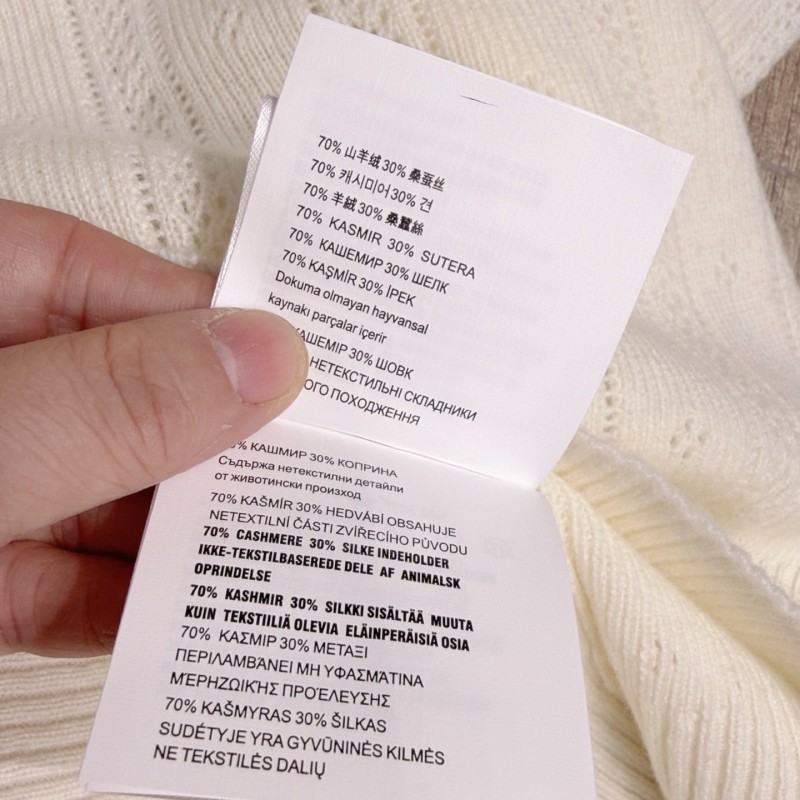 70% 山羊绒 30% 桑蚕丝
70% 캐시미어 30% 견
70% 羊絨 30% 桑蠶絲
70% KASMIR 30% SUTERA
70% КАШЕМИР 30% ШЕЛК
70% KAŞMİR 30% İPEK
Dokuma olmayan hayvansal
kaynaki parçalar içerir
30% ШОВК
НЕТЕКСТИЛЬНІ СКЛАДНИКИ
ПОХОДЖЕННЯ
КАШМИР 30% КОПРИНА
Съдържа нетекстилни детайли
от животински произход
70% KAŠMÍR 30% HEDVÁBÍ OBSAHUJE
NETEXTILNÍ ČÁSTI ZVÍŘECÍHO PŮVODU
70% CASHMERE 30% SILKE INDEHOLDER
IKKE-TEKSTILBASEREDE DELE AF ANIMALSK
OPRINDELSE
70% KASHMIR 30% SILKKI SISÄLTÄÄ MUUTA
KUIN TEKSTIILIÄ OLEVIA ELÄINPERÄISIÄ OSIA
70% ΚΑΣΜΙΡ 30% ΜΕΤΑΞΙ
ΠΕΡΙΛΑΜΒΆΝΕΙ ΜΗ ΥΦΑΣΜΆΤΙΝΑ
ΜΈΡΗΖΩΙΚΉΣ ΠΡΟΈΛΕΥΣΗΣ
70% KAŠMYRAS 30% ŠILKAS
SUDĖTYJE YRA GYVŪNINĖS KILMĖS
NE TEKSTILĖS DALIŲ